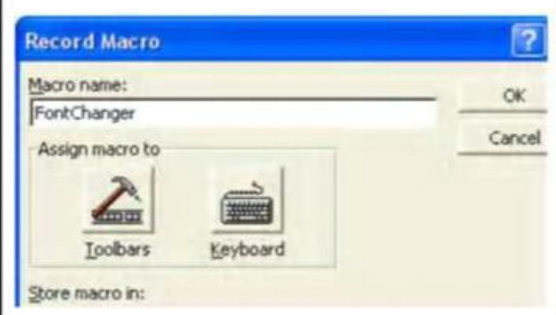 Record Macro
?
Macro name:
OK
FontChanger
Cancel
Assign macro to
Toolbars Keyboard
Store macro in: